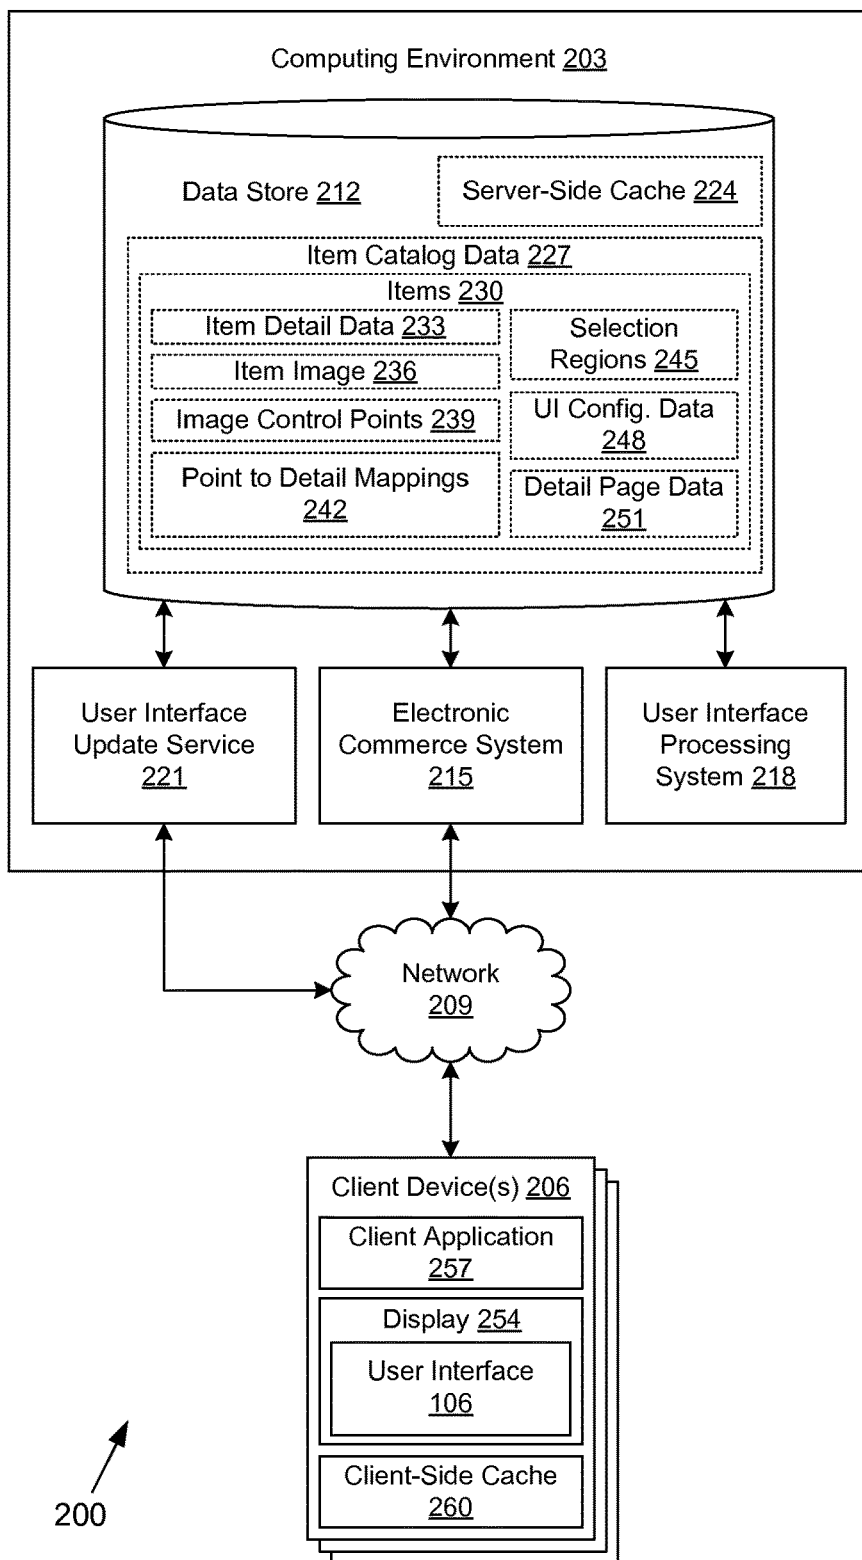 Computing Environment 203
Data Store 212
Server-Side Cache 224
Item Catalog Data 227
Items 230
Item Detail Data 233
Item Image 236
Image Control Points 239
Point to Detail Mappings
242
Selection
Regions 245
UI Config. Data
248
Detail Page Data
251
User Interface
Update Service
221
Electronic
Commerce System
215
User Interface
Processing
System 218
Network
209
Client Device(s) 206
Client Application
257
Display 254
User Interface
106
Client-Side Cache
260
200